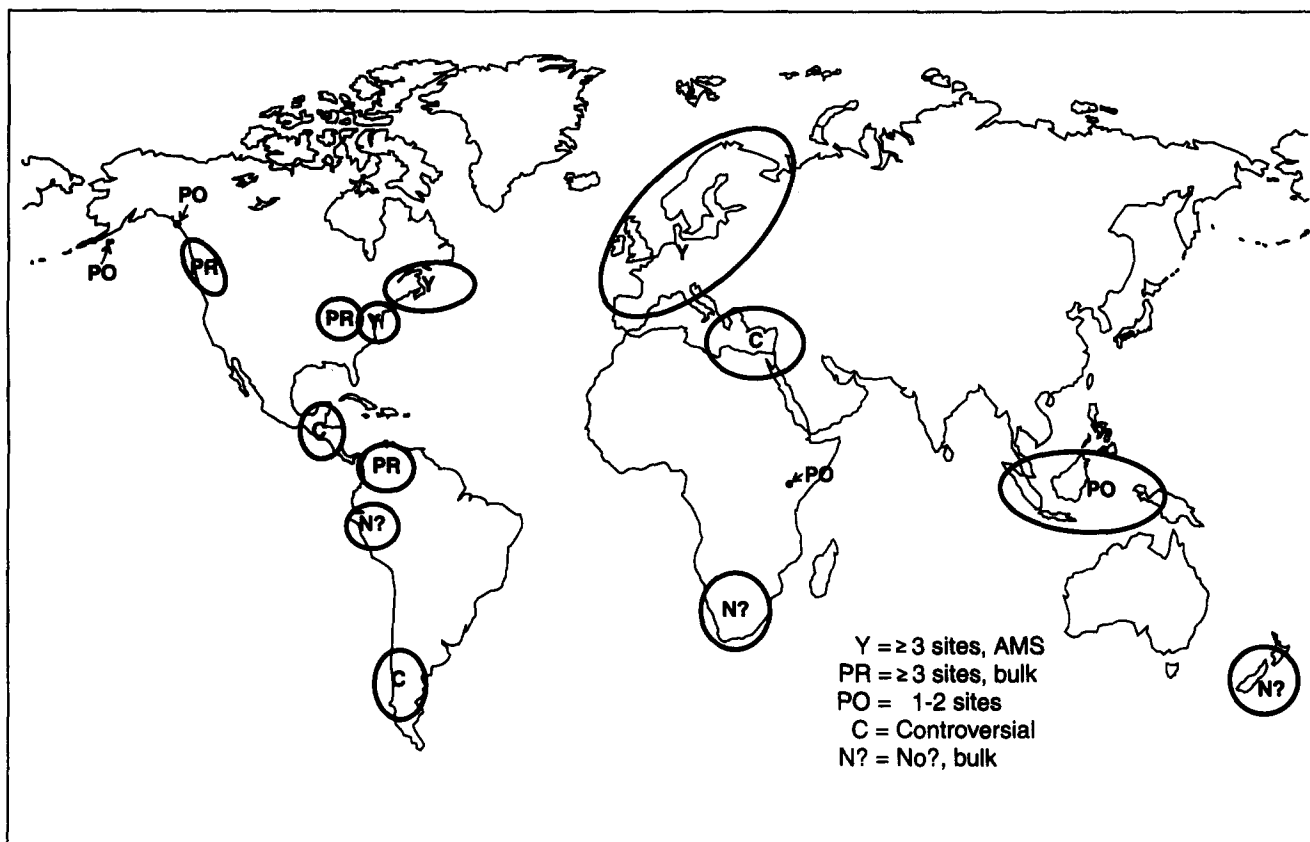 PO
PO
PR
Y
Y
PR
Y
C
C
PR
PO
PO
N?
N?
C
N?
Y = ≥ 3 sites, AMS
PR = ≥ 3 sites, bulk
PO = 1-2 sites
C = Controversial
N? = No?, bulk